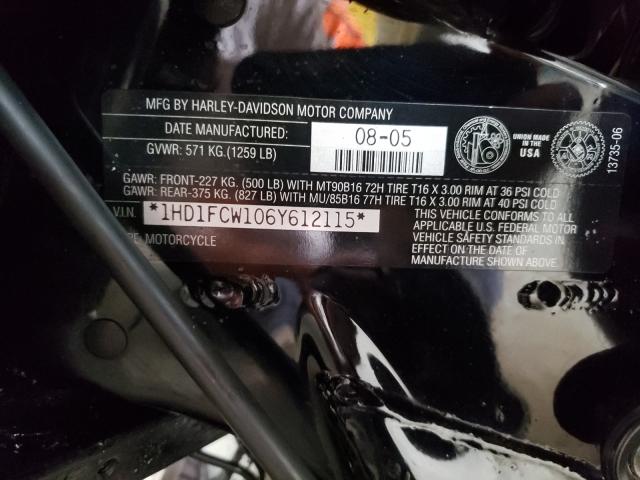 MFG BY HARLEY-DAVIDSON MOTOR COMPANY
DATE MANUFACTURED: 08-05
GVWR: 571 KG. (1259 LB)
UNION MADE
IN THE
USA
13735-06
GAWR: FRONT-227 KG. (500 LB) WITH MT90B16 72H TIRE T16 X 3.00 RIM AT 36 PSI COLD
GAWR: REAR-375 KG. (827 LB) WITH MU/85B16 77H TIRE T16 X 3.00 RIM AT 40 PSI COLD
V.I.N. *1HD1FCW106Y612115*
PE: MOTORCYCLE
THIS VEHICLE CONFORMS TO ALL
APPLICABLE U.S. FEDERAL MOTOR
VEHICLE SAFETY STANDARDS IN
EFFECT ON THE DATE OF
MANUFACTURE SHOWN ABOVE.